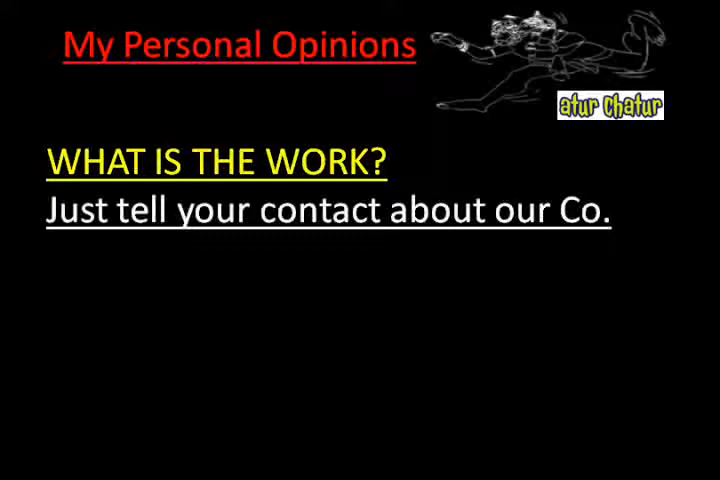 My Personal Opinions
atur chatur
WHAT IS THE WORK?
Just tell your contact about our Co.